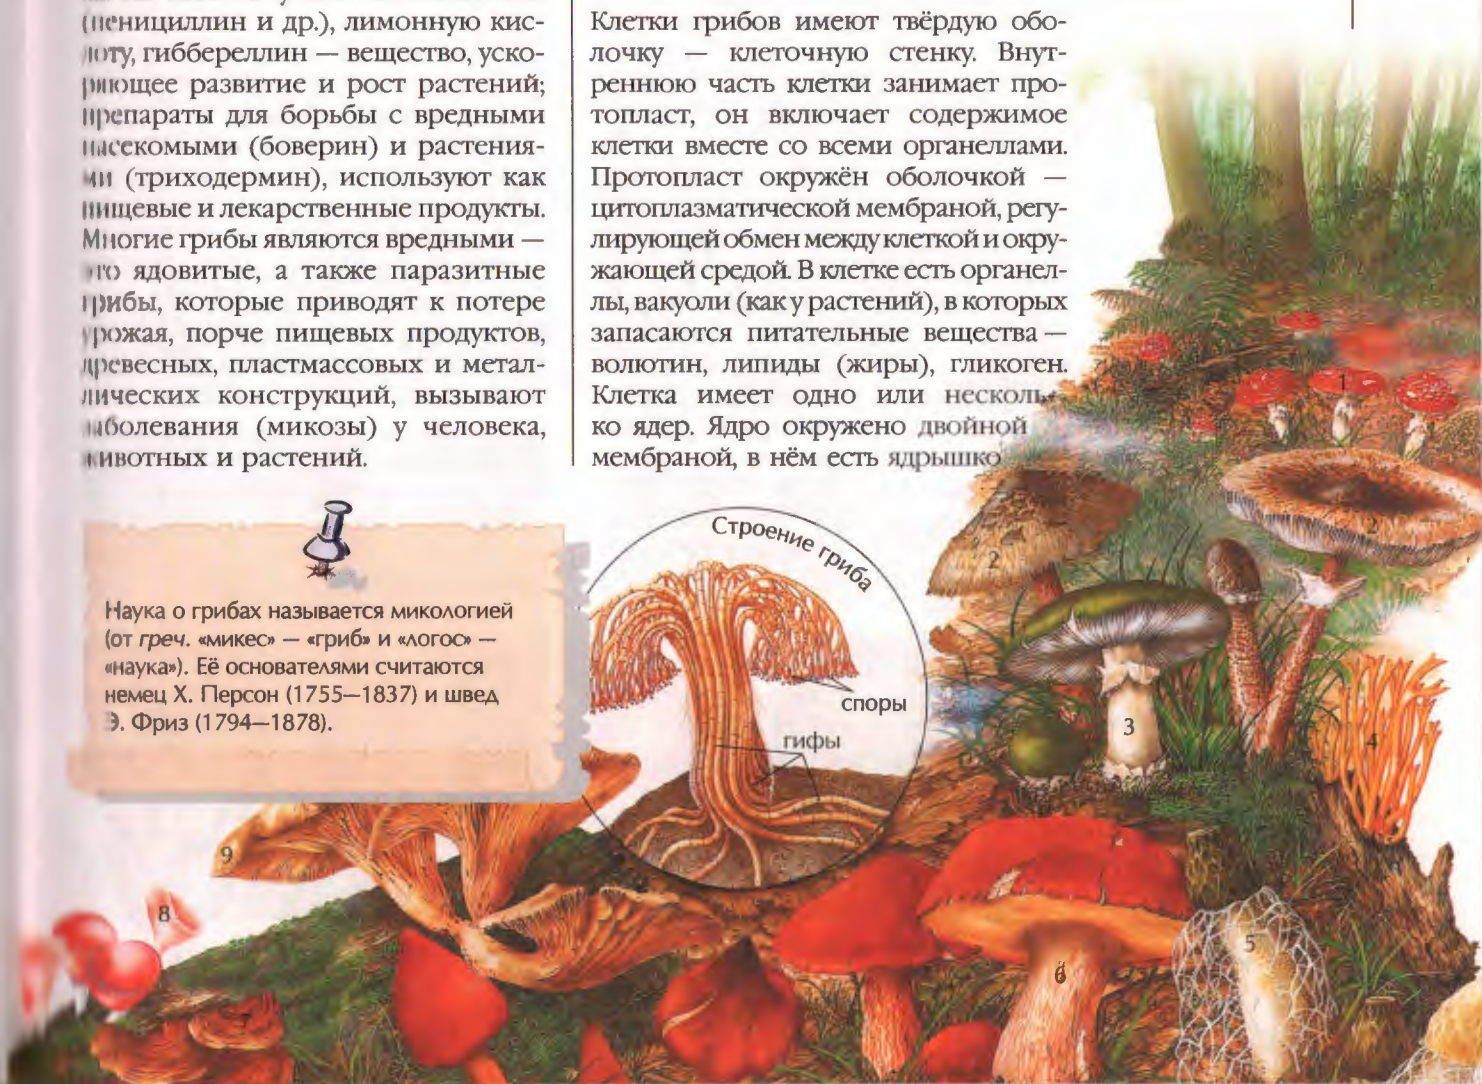 (пенициллин и др.), лимонную кис-
лоту, гиббереллин — вещество, уско-
ряющее развитие и рост растений;
препараты для борьбы с вредными
насекомыми (боверин) и растения-
ми (триходермин), используют как
пищевые и лекарственные продукты.
Многие грибы являются вредными —
это ядовитые, а также паразитные
грибы, которые приводят к потере
урожая, порче пищевых продуктов,
древесных, пластмассовых и метал-
лических конструкций, вызывают
заболевания (микозы) у человека,
животных и растений.
Клетки грибов имеют твёрдую обо-
лочку — клеточную стенку. Внут-
реннюю часть клетки занимает про-
топласт, он включает содержимое
клетки вместе со всеми органеллами.
Протопласт окружён оболочкой —
цитоплазматической мембраной, регу-
лирующей обмен между клеткой и окру-
жающей средой. В клетке есть органел-
лы, вакуоли (как у растений), в которых
запасаются питательные вещества —
волютин, липиды (жиры), гликоген.
Клетка имеет одно или несколь-
ко ядер. Ядро окружено двойной
мембраной, в нём есть ядрышко
Наука о грибах называется микологией
(от греч. «микес» — «гриб» и «логос» —
«наука»). Её основателями считаются
немец Х. Персон (1755—1837) и швед
Э. Фриз (1794—1878).
Строение гриба
споры
гифы
1
2
2
3
4
5
6
7
8
9